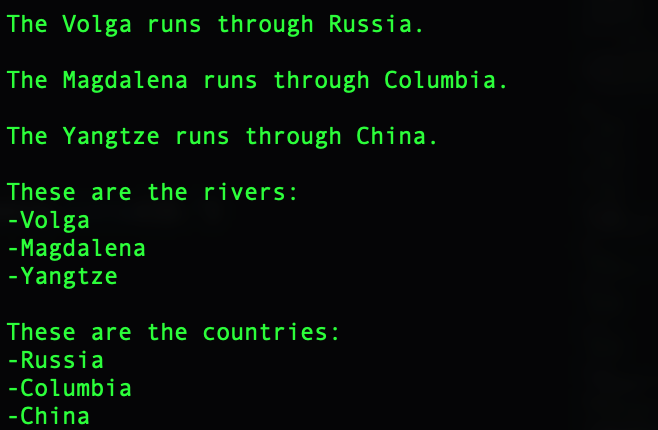 The Volga runs through Russia.
The Magdalena runs through Columbia.
The Yangtze runs through China.
These are the rivers:
-Volga
-Magdalena
-Yangtze
These are the countries:
-Russia
-Columbia
-China